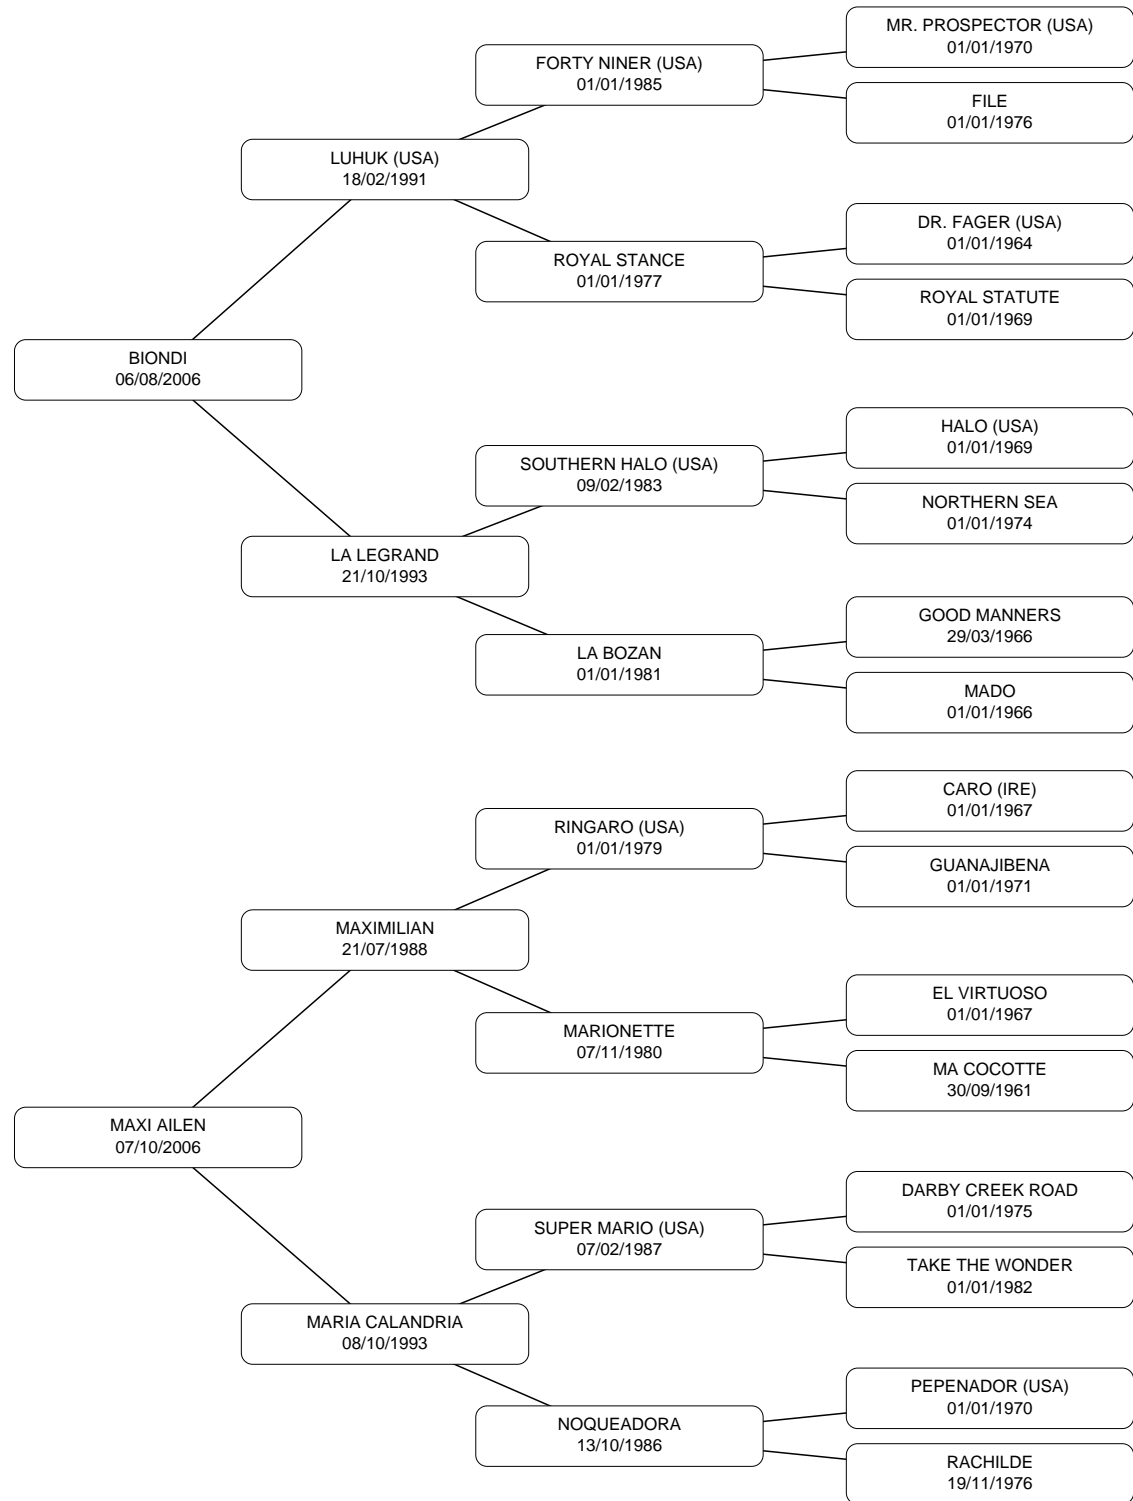 MR. PROSPECTOR (USA)
01/01/1970
FORTY NINER (USA)
01/01/1985
FILE
01/01/1976
LUHUK (USA)
18/02/1991
DR. FAGER (USA)
01/01/1964
ROYAL STANCE
01/01/1977
ROYAL STATUTE
01/01/1969
BIONDI
06/08/2006
HALO (USA)
01/01/1969
SOUTHERN HALO (USA)
09/02/1983
NORTHERN SEA
01/01/1974
LA LEGRAND
21/10/1993
GOOD MANNERS
29/03/1966
LA BOZAN
01/01/1981
MADO
01/01/1966
CARO (IRE)
01/01/1967
RINGARO (USA)
01/01/1979
GUANAJIBENA
01/01/1971
MAXIMILIAN
21/07/1988
EL VIRTUOSO
01/01/1967
MARIONETTE
07/11/1980
MA COCOTTE
30/09/1961
MAXI AILEN
07/10/2006
DARBY CREEK ROAD
01/01/1975
SUPER MARIO (USA)
07/02/1987
TAKE THE WONDER
01/01/1982
MARIA CALANDRIA
08/10/1993
PEPENADOR (USA)
01/01/1970
NOQUEADORA
13/10/1986
RACHILDE
19/11/1976